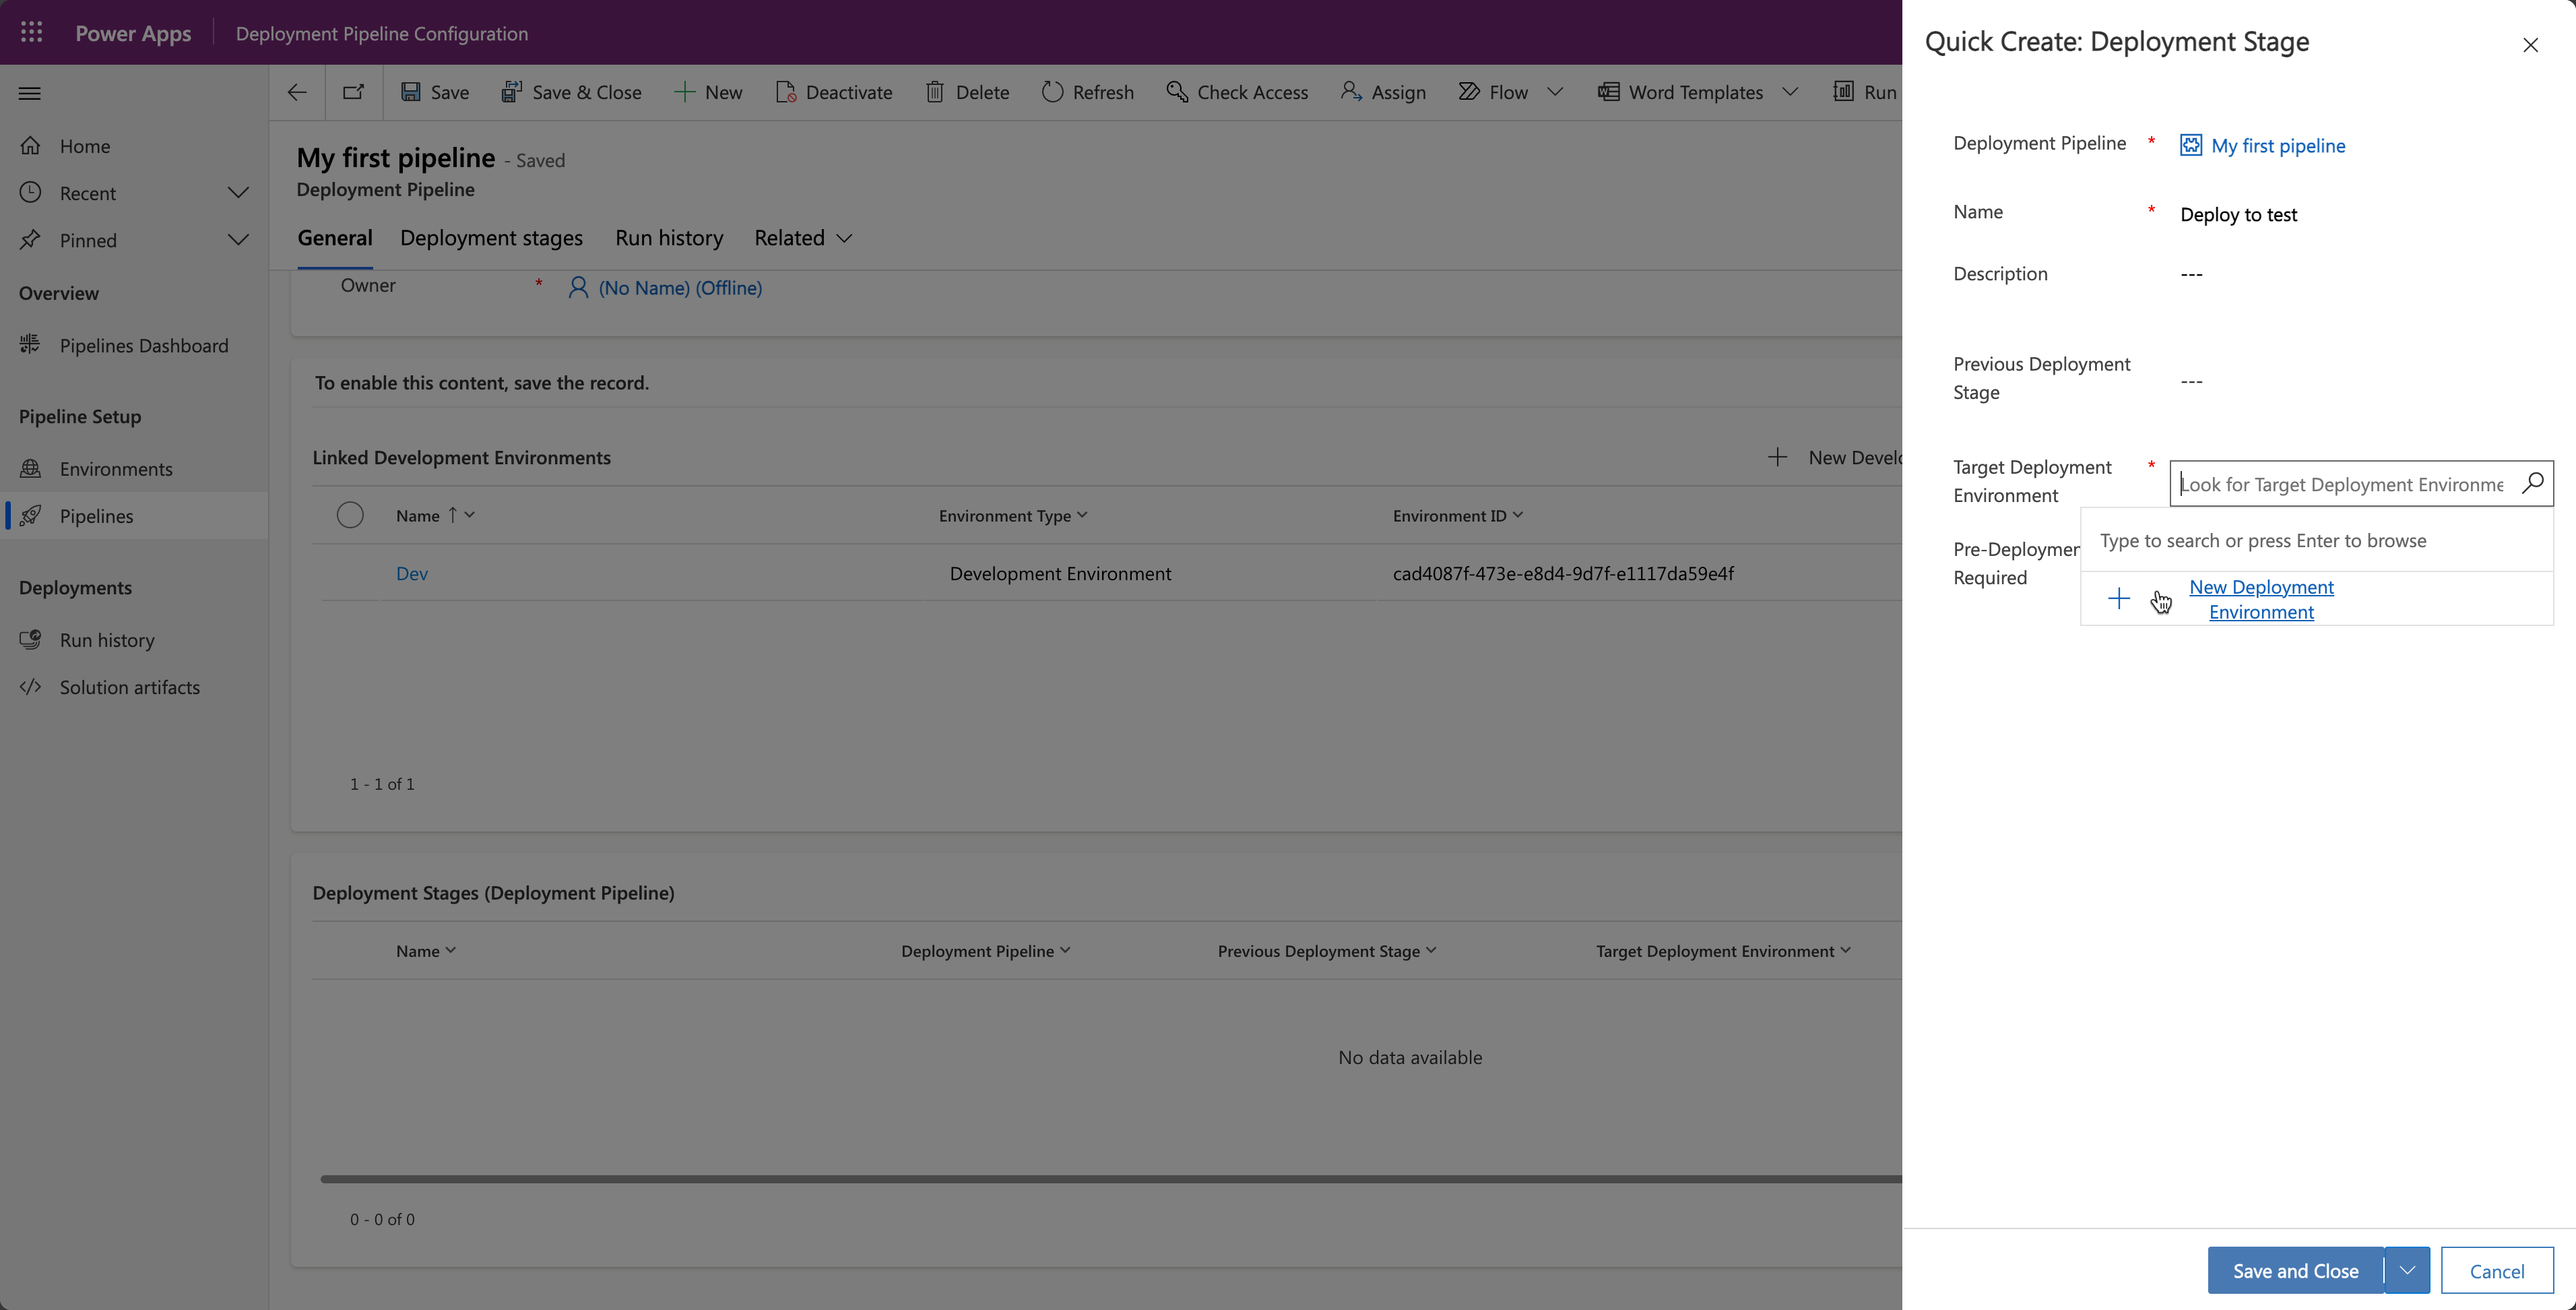 Power Apps
Deployment Pipeline Configuration
Save
Save & Close
New
Deactivate
Delete
Refresh
Check Access
Assign
Flow
Word Templates
Run
Home
Recent
Pinned
Overview
Pipelines Dashboard
Pipeline Setup
Environments
Pipelines
Deployments
Run history
Solution artifacts
My first pipeline - Saved
Deployment Pipeline
General
Deployment stages
Run history
Related
Owner *
(No Name) (Offline)
To enable this content, save the record.
Linked Development Environments
New Devel
Name ↑
Environment Type
Environment ID
Dev
Development Environment
cad4087f-473e-e8d4-9d7f-e1117da59e4f
1 - 1 of 1
Deployment Stages (Deployment Pipeline)
Name
Deployment Pipeline
Previous Deployment Stage
Target Deployment Environment
No data available
0 - 0 of 0
Quick Create: Deployment Stage
Deployment Pipeline *
My first pipeline
Name *
Deploy to test
Description
---
Previous Deployment
Stage
---
Target Deployment *
Environment
Look for Target Deployment Environme
Type to search or press Enter to browse
New Deployment
Environment
Pre-Deploymen
Required
Save and Close
Cancel